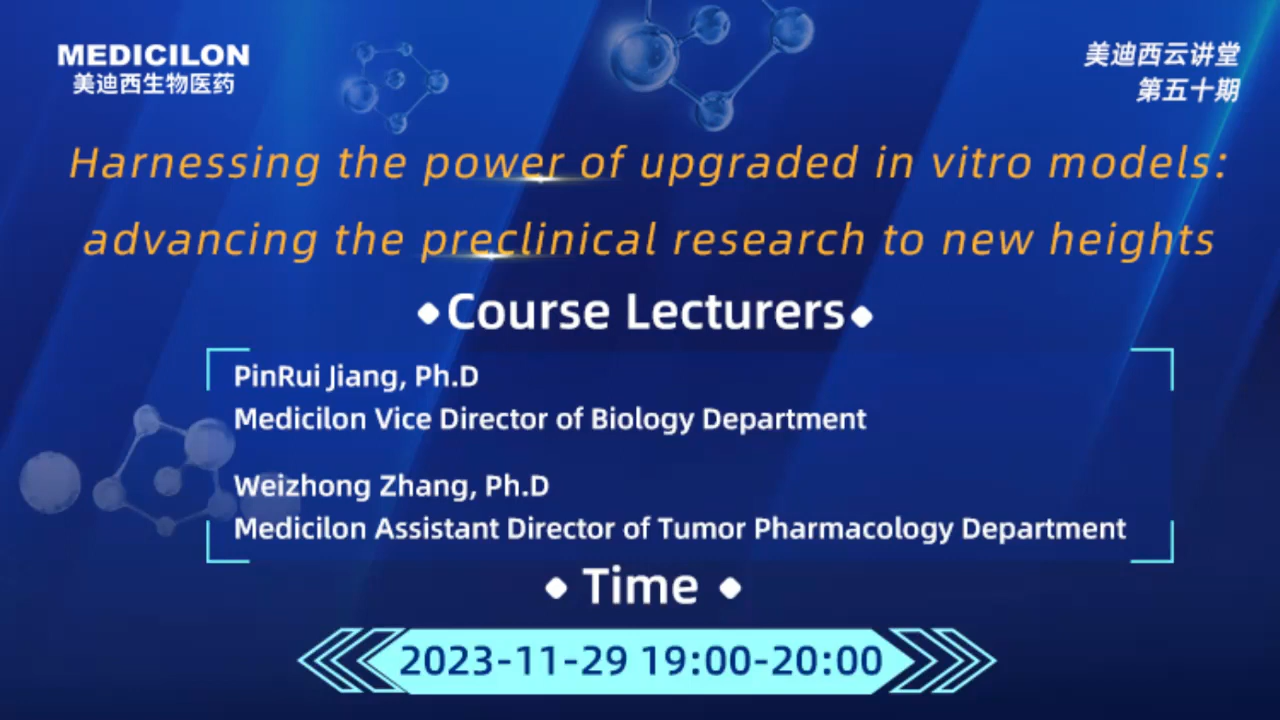 MEDICILON
美迪西生物医药
美迪西云讲堂
第五十期
Harnessing the power of upgraded in vitro models:
advancing the preclinical research to new heights
Course Lecturers
PinRui Jiang, Ph.D
Medicilon Vice Director of Biology Department
Weizhong Zhang, Ph.D
Medicilon Assistant Director of Tumor Pharmacology Department
Time
2023-11-29 19:00-20:00